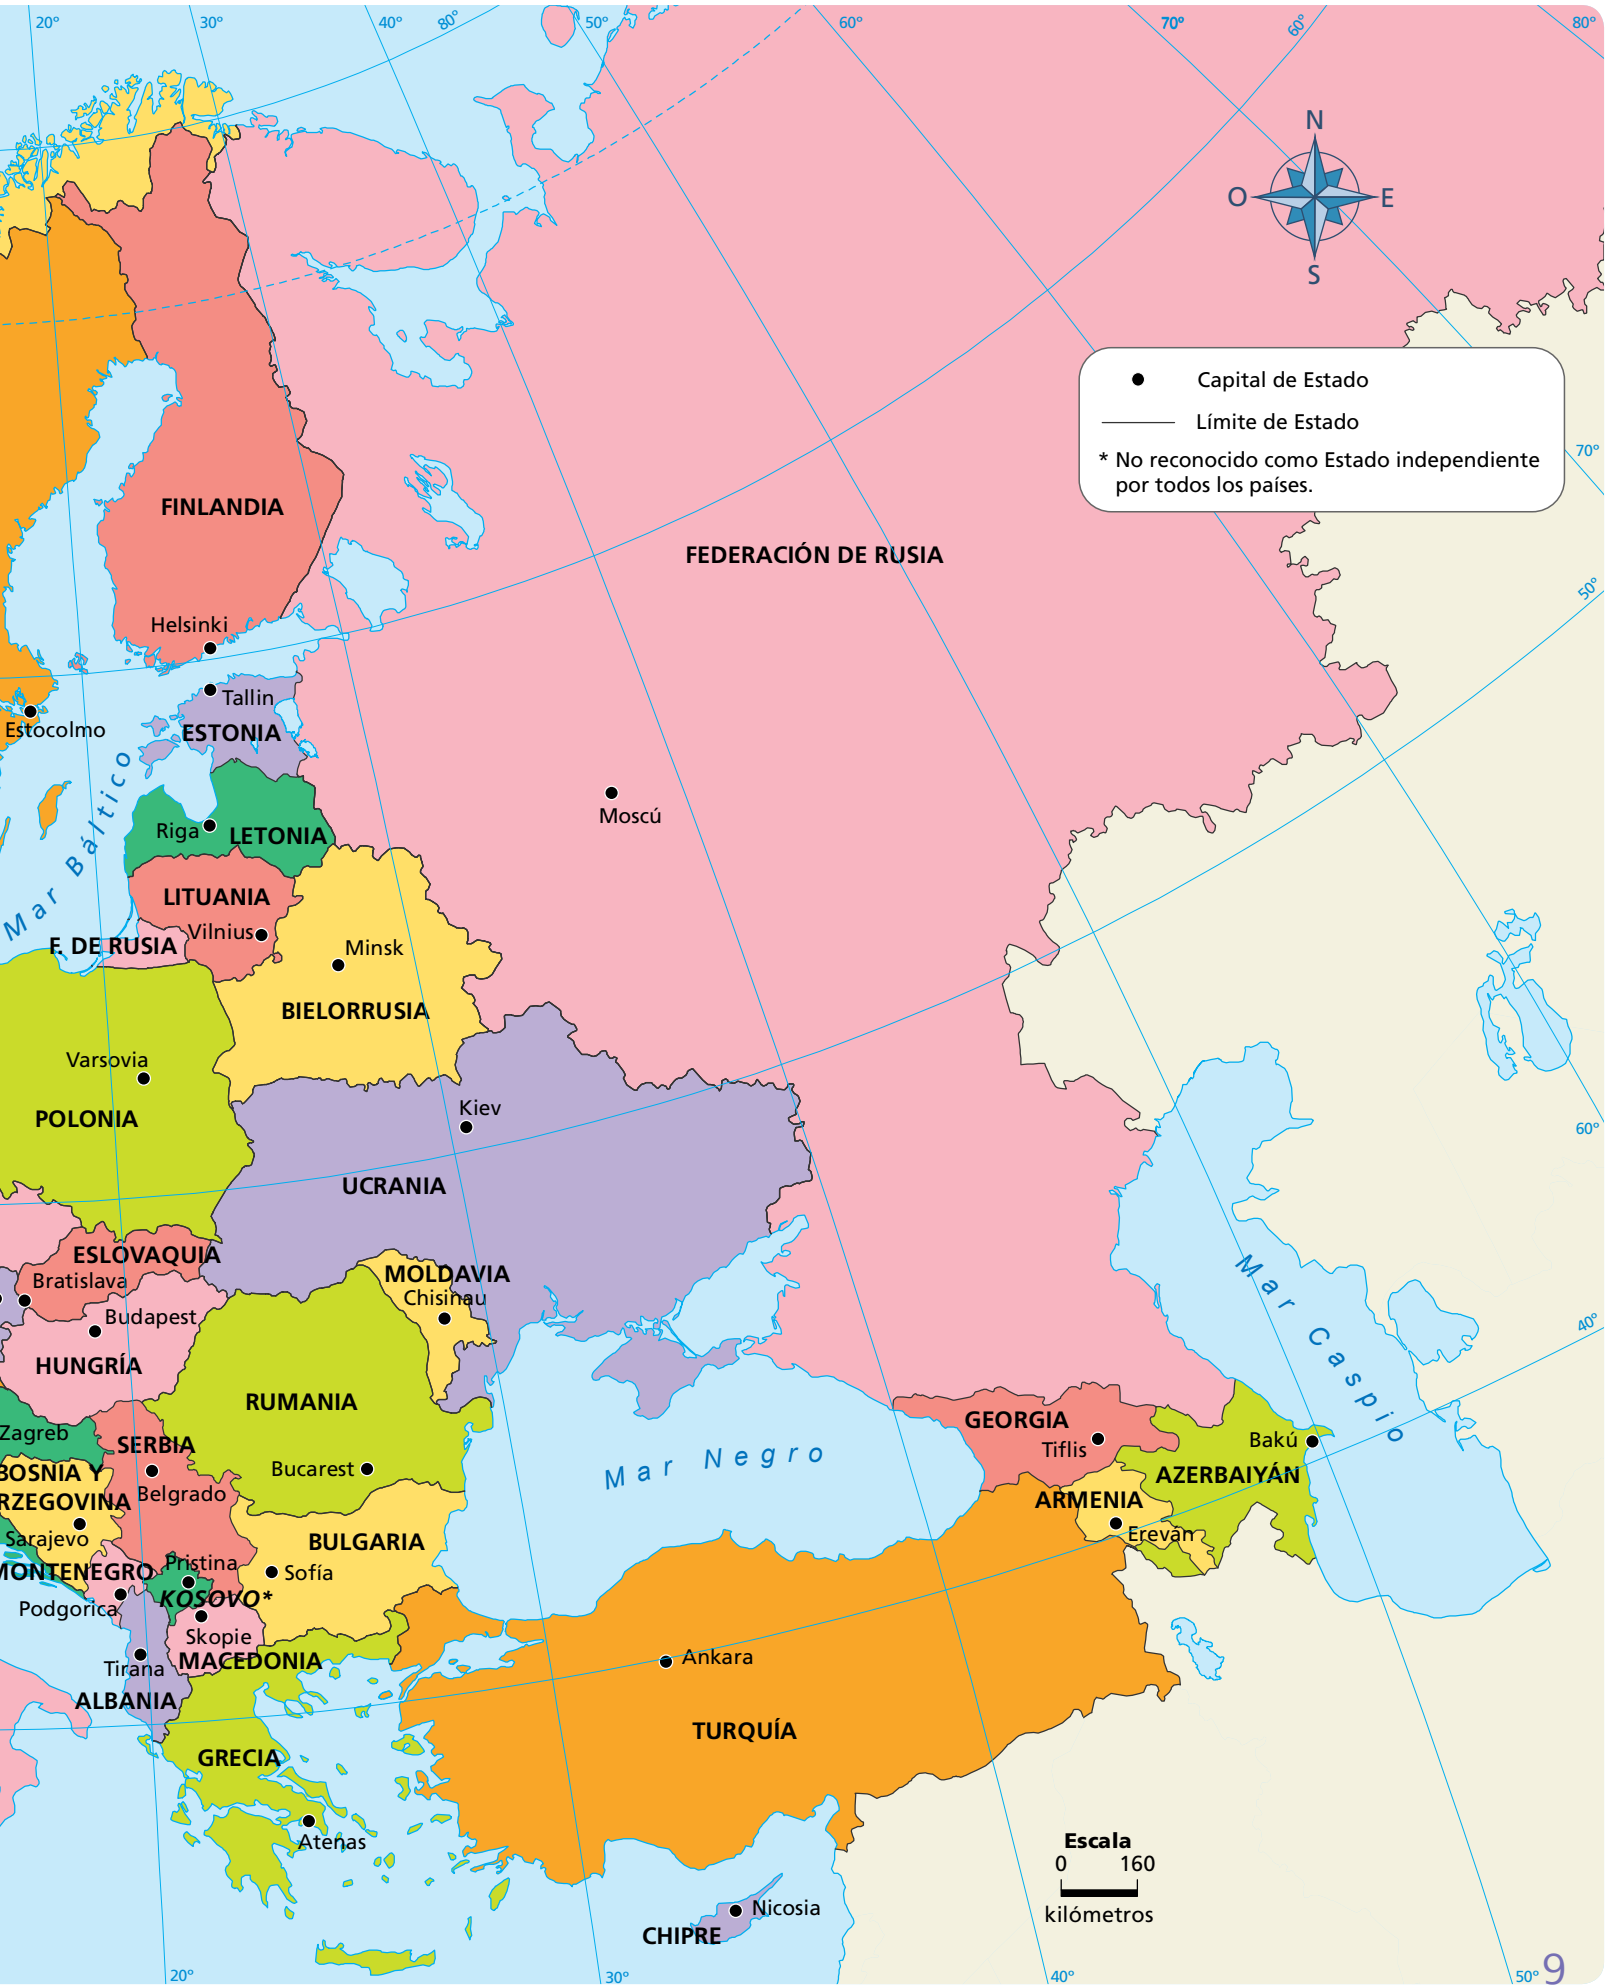 20°
30°
40°
80°
50°
60°
70°
60°
80°
N
O
E
S
Capital de Estado
Límite de Estado
* No reconocido como Estado independiente
por todos los países.
70°
FINLANDIA
FEDERACIÓN DE RUSIA
50°
Helsinki
Tallin
Estocolmo
ESTONIA
Mar Báltico
Moscú
Riga
LETONIA
LITUANIA
Vilnius
F. DE RUSIA
Minsk
BIELORRUSIA
Varsovia
POLONIA
Kiev
60°
UCRANIA
ESLOVAQUIA
Bratislava
MOLDAVIA
Chisinau
Mar Caspio
Budapest
40°
HUNGRÍA
RUMANIA
Zagreb
SERBIA
GEORGIA
Tiflis
Bakú
Mar Negro
Bucarest
BOSNIA Y
RZEGOVINA
Belgrado
AZERBAIYÁN
ARMENIA
Ereván
Sarajevo
BULGARIA
MONTENEGRO
Pristina
Sofía
KOSOVO*
Podgorica
Skopie
MACEDONIA
Tirana
Ankara
ALBANIA
TURQUÍA
GRECIA
Atenas
Escala
0 160
kilómetros
Nicosia
CHIPRE
20°
30°
40°
50°
9